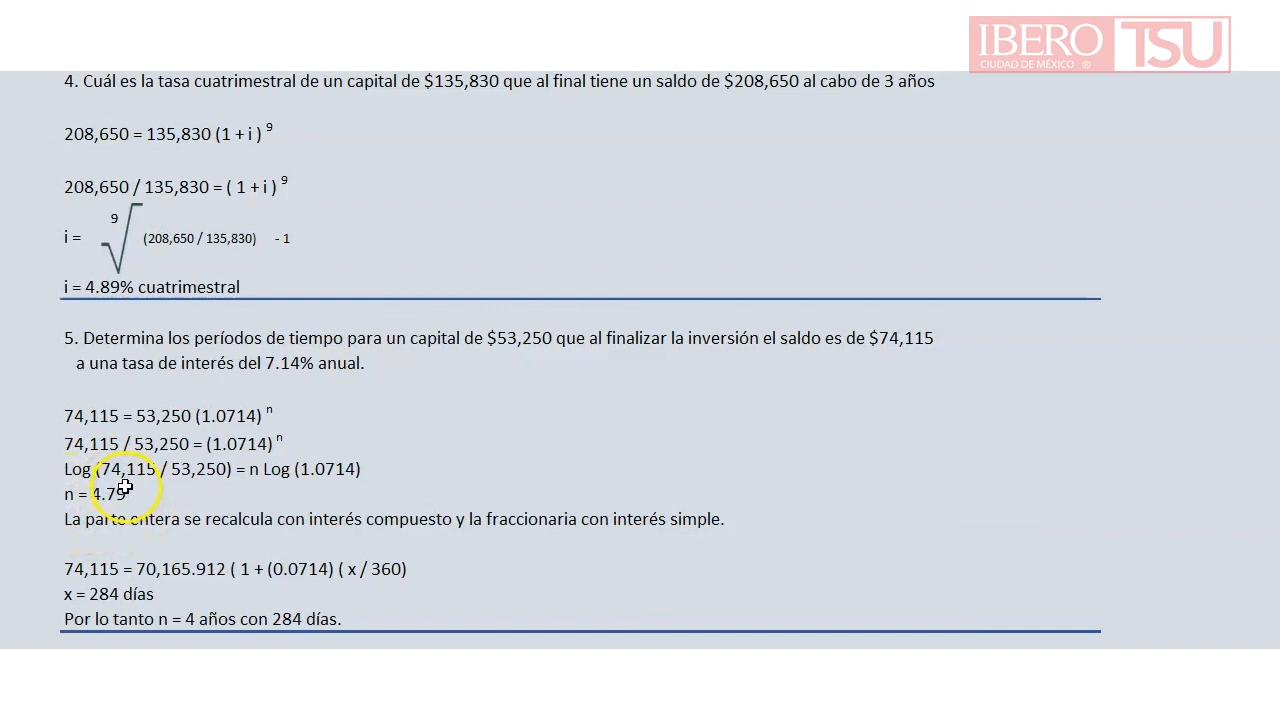 IBERO TSU
CIUDAD DE MÉXICO ®
4. Cuál es la tasa cuatrimestral de un capital de $135,830 que al final tiene un saldo de $208,650 al cabo de 3 años
208,650 = 135,830 (1 + i ) 9
208,650 / 135,830 = ( 1 + i ) 9
9
i = √ (208,650 / 135,830) - 1
i = 4.89% cuatrimestral
5. Determina los períodos de tiempo para un capital de $53,250 que al finalizar la inversión el saldo es de $74,115
a una tasa de interés del 7.14% anual.
74,115 = 53,250 (1.0714) n
74,115 / 53,250 = (1.0714) n
Log (74,115 / 53,250) = n Log (1.0714)
n = 4.79
La parte entera se recalcula con interés compuesto y la fraccionaria con interés simple.
74,115 = 70,165.912 ( 1 + (0.0714) ( x / 360)
x = 284 días
Por lo tanto n = 4 años con 284 días.